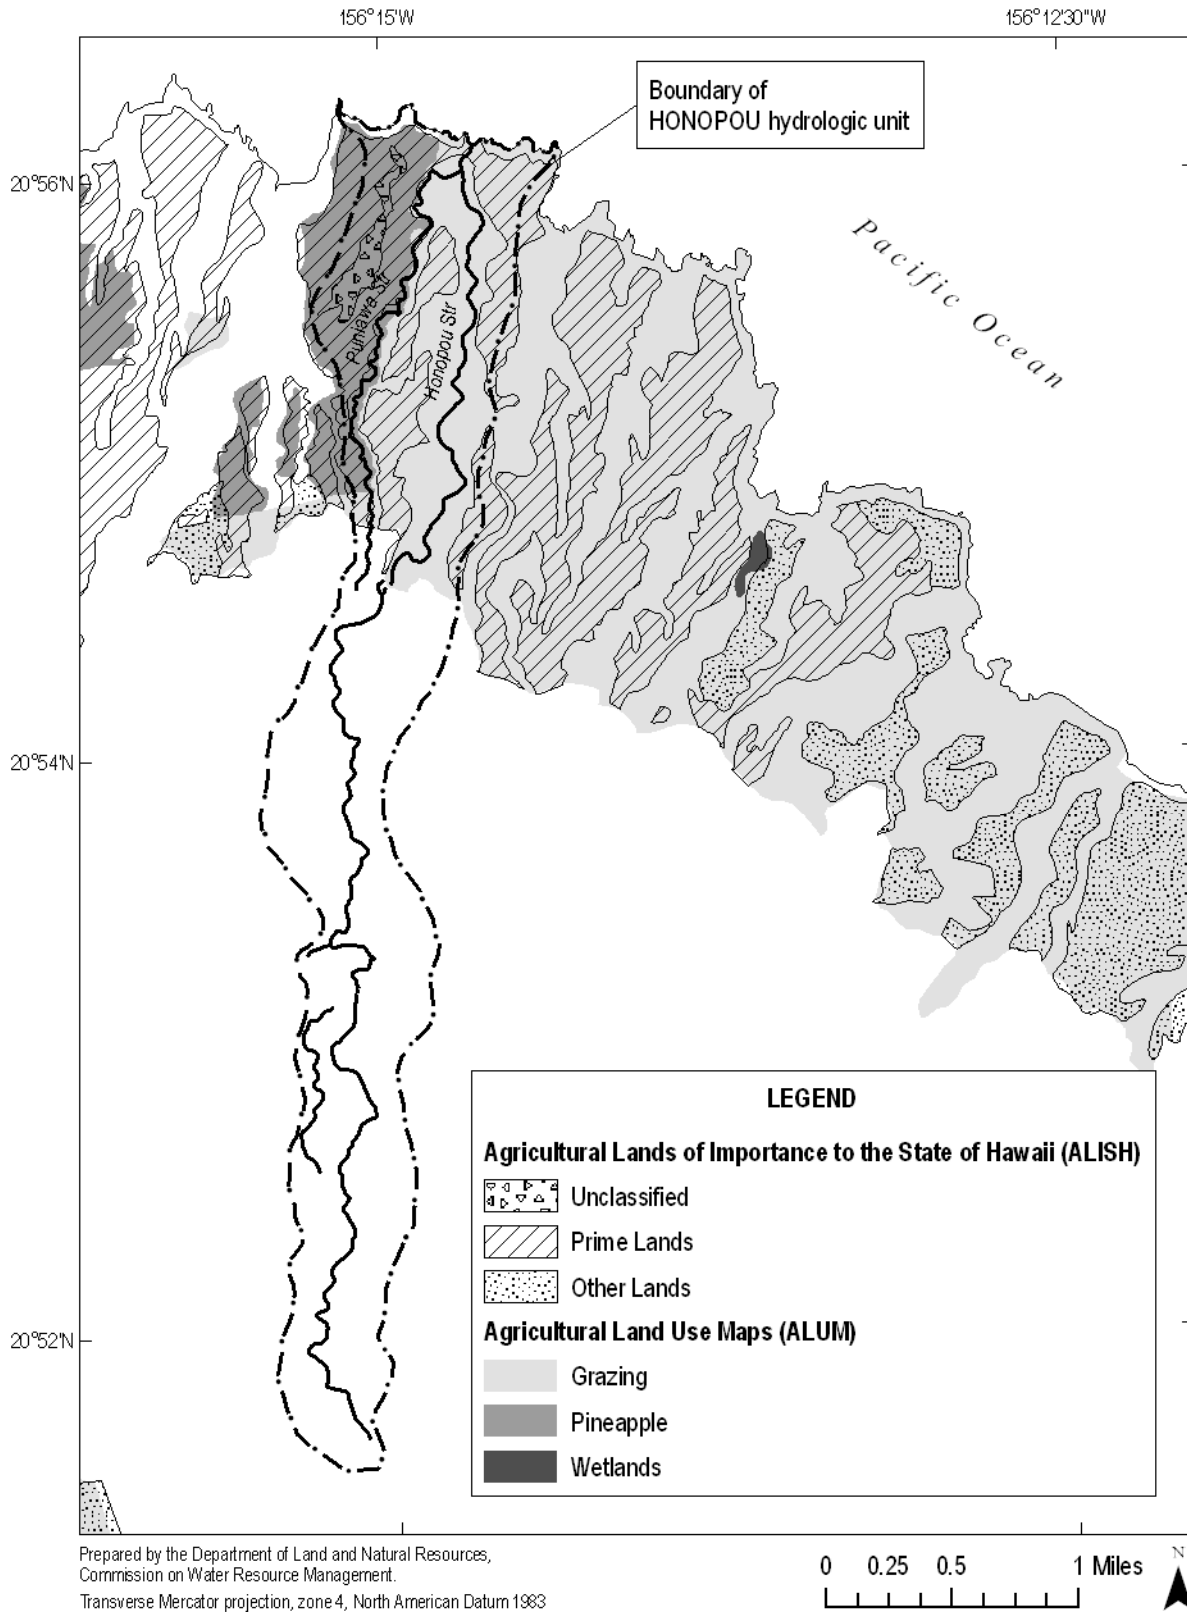 156°15'W
156°12'30"W
Boundary of
HONOPOU hydrologic unit
20°56'N
Pacific Ocean
Puniawa Str
Honopou Str
20°54'N
LEGEND
Agricultural Lands of Importance to the State of Hawaii (ALISH)
Unclassified
Prime Lands
Other Lands
20°52'N
Agricultural Land Use Maps (ALUM)
Grazing
Pineapple
Wetlands
Prepared by the Department of Land and Natural Resources,
Commission on Water Resource Management.
Transverse Mercator projection, zone 4, North American Datum 1983
0 0.25 0.5 1 Miles
N